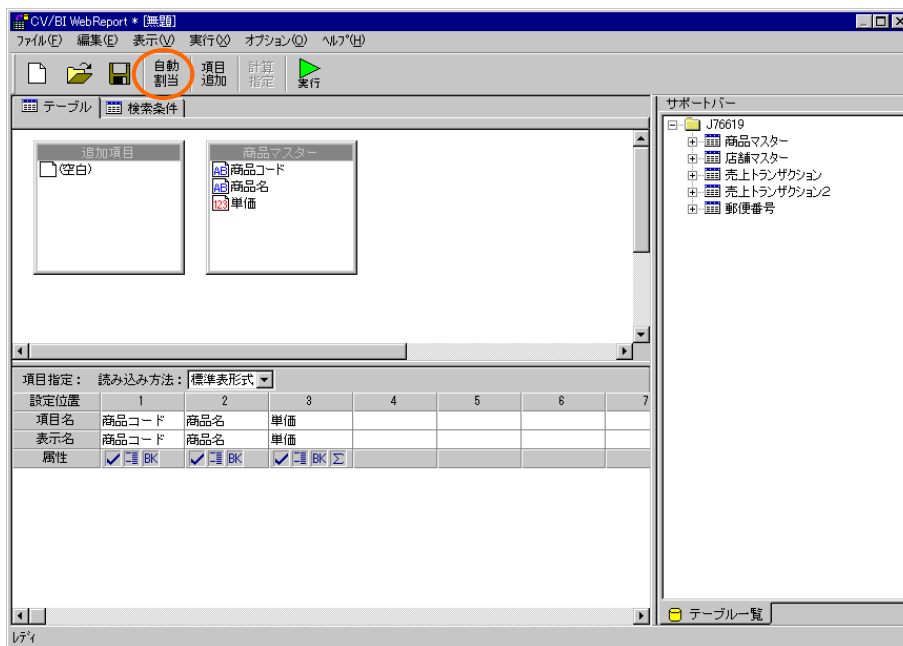 CV/BI WebReport * [無題]
ファイル(F) 編集(E) 表示(V) 実行(X) オプション(O) ヘルプ(H)
自動割当 項目追加 計算指定 実行
テーブル 検索条件
追加項目
(空白)
商品マスター
AB 商品コード
AB 商品名
123 単価
サポートバー
J76619
商品マスター
店舗マスター
売上トランザクション
売上トランザクション2
郵便番号
項目指定： 読み込み方法： 標準表形式
設定位置 1 2 3 4 5 6 7
項目名 商品コード 商品名 単価
表示名 商品コード 商品名 単価
属性 BK BK BK Σ
テーブル一覧
レディ